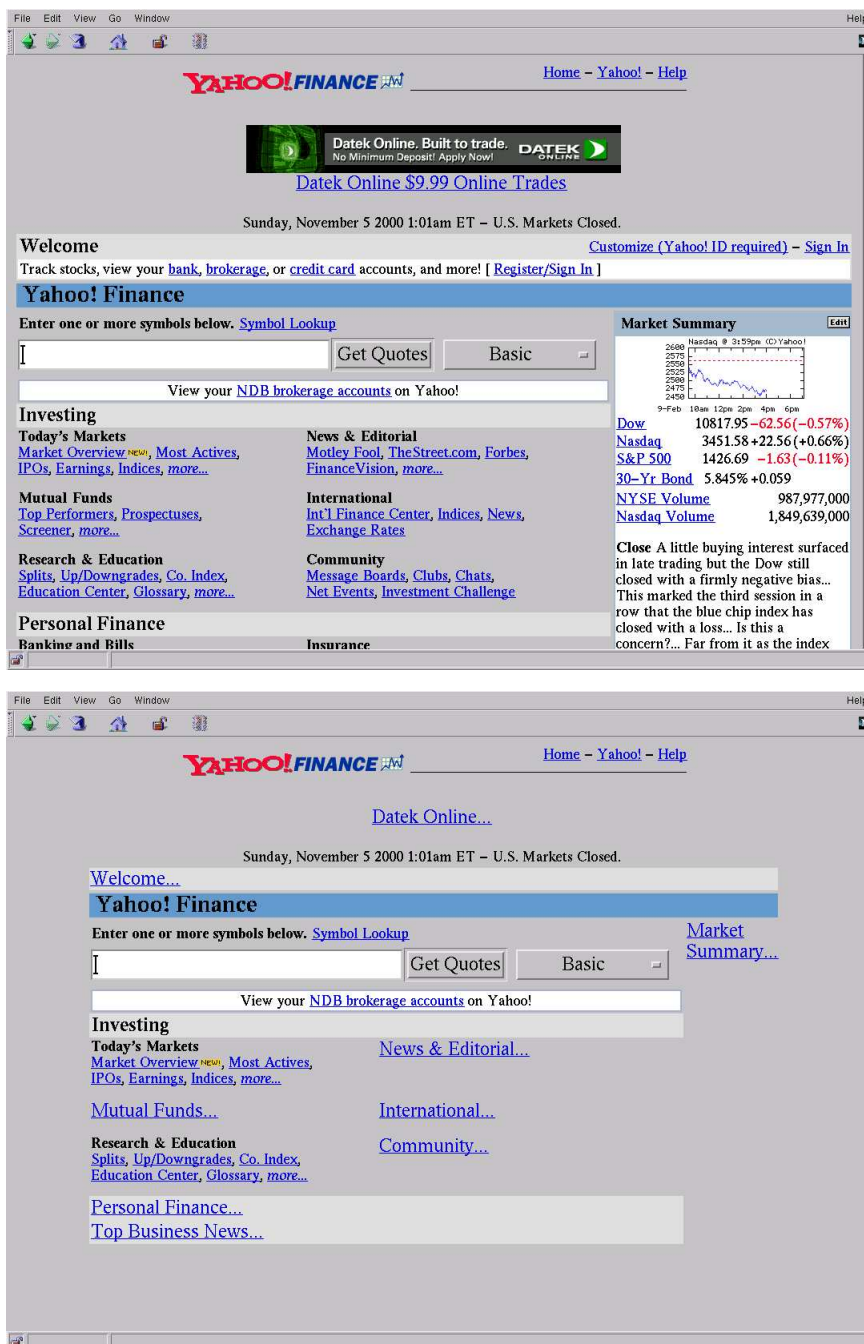 File Edit View Go Window Help
YAHOO! FINANCE
Home – Yahoo! – Help
Datek Online. Built to trade.
No Minimum Deposit! Apply Now!
DATEK
ONLINE
Datek Online $9.99 Online Trades
Sunday, November 5 2000 1:01am ET – U.S. Markets Closed.
Welcome
Customize (Yahoo! ID required) – Sign In
Track stocks, view your bank, brokerage, or credit card accounts, and more! [ Register/Sign In ]
Yahoo! Finance
Enter one or more symbols below. Symbol Lookup
Get Quotes Basic
View your NDB brokerage accounts on Yahoo!
Investing
Today's Markets
Market Overview NEW!, Most Actives,
IPOs, Earnings, Indices, more...
News & Editorial
Motley Fool, TheStreet.com, Forbes,
FinanceVision, more...
Mutual Funds
Top Performers, Prospectuses,
Screener, more...
International
Int'l Finance Center, Indices, News,
Exchange Rates
Research & Education
Splits, Up/Downgrades, Co. Index,
Education Center, Glossary, more...
Community
Message Boards, Clubs, Chats,
Net Events, Investment Challenge
Personal Finance
Banking and Bills
Insurance
Market Summary Edit
Nasdaq @ 3:59pm (C)Yahoo!
2600
2575
2550
2525
2500
2475
2450
9-Feb 10am 12pm 2pm 4pm 6pm
Dow 10817.95 –62.56 (–0.57%)
Nasdaq 3451.58 +22.56 (+0.66%)
S&P 500 1426.69 –1.63 (–0.11%)
30–Yr Bond 5.845% +0.059
NYSE Volume 987,977,000
Nasdaq Volume 1,849,639,000
Close A little buying interest surfaced
in late trading but the Dow still
closed with a firmly negative bias...
This marked the third session in a
row that the blue chip index has
closed with a loss... Is this a
concern?... Far from it as the index
File Edit View Go Window Help
YAHOO! FINANCE
Home – Yahoo! – Help
Datek Online...
Sunday, November 5 2000 1:01am ET – U.S. Markets Closed.
Welcome...
Yahoo! Finance
Enter one or more symbols below. Symbol Lookup
Get Quotes Basic
Market
Summary...
View your NDB brokerage accounts on Yahoo!
Investing
Today's Markets
Market Overview NEW!, Most Actives,
IPOs, Earnings, Indices, more...
News & Editorial...
Mutual Funds...
International...
Research & Education
Splits, Up/Downgrades, Co. Index,
Education Center, Glossary, more...
Community...
Personal Finance...
Top Business News...